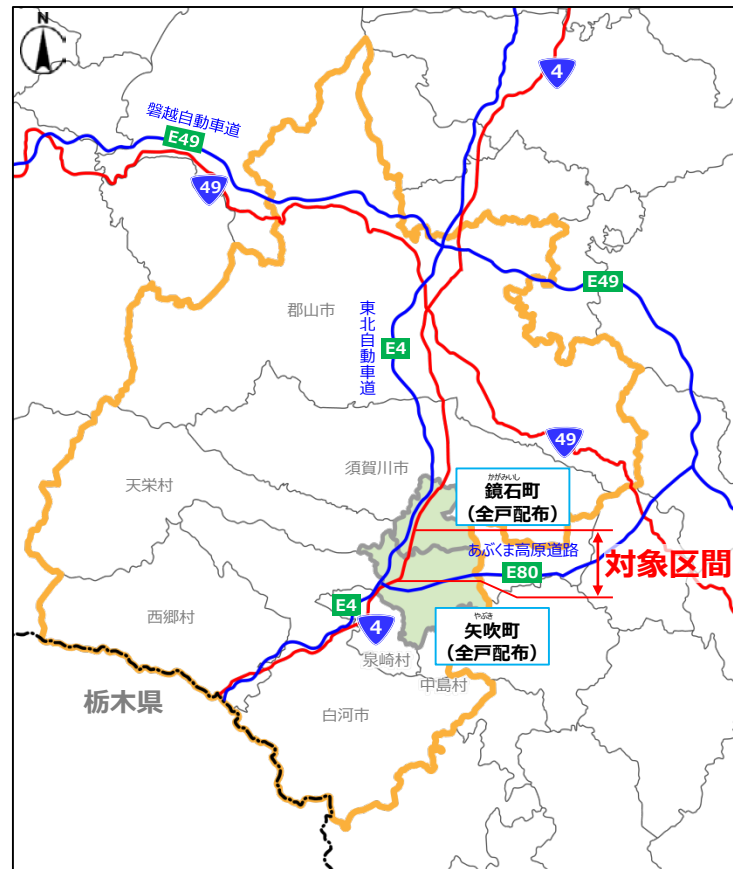 N
4
磐越自動車道
E49
49
E49
郡山市
東北自動車道
E4
49
須賀川市
天栄村
かがみいし
鏡石町
（全戸配布）
あぶくま高原道路
対象区間
E80
E4
西郷村
4
やぶき
矢吹町
（全戸配布）
泉崎村
中島村
栃木県
白河市